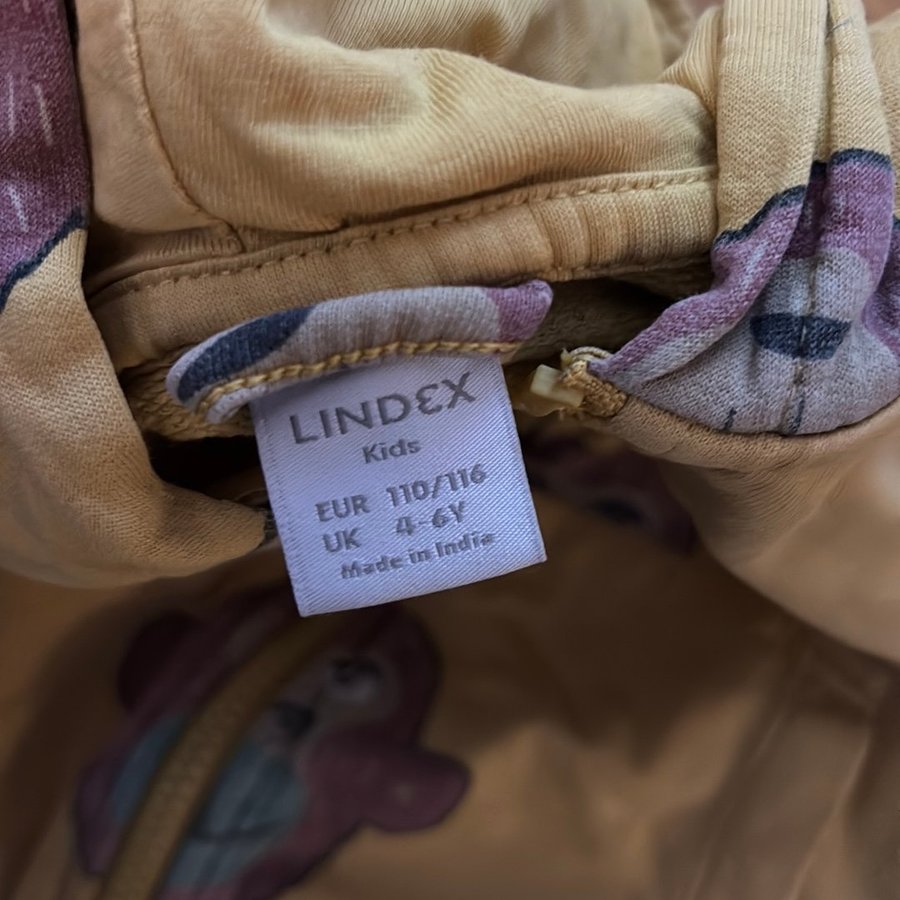 LINDEX
Kids
EUR 110/116
UK 4-6Y
Made in India